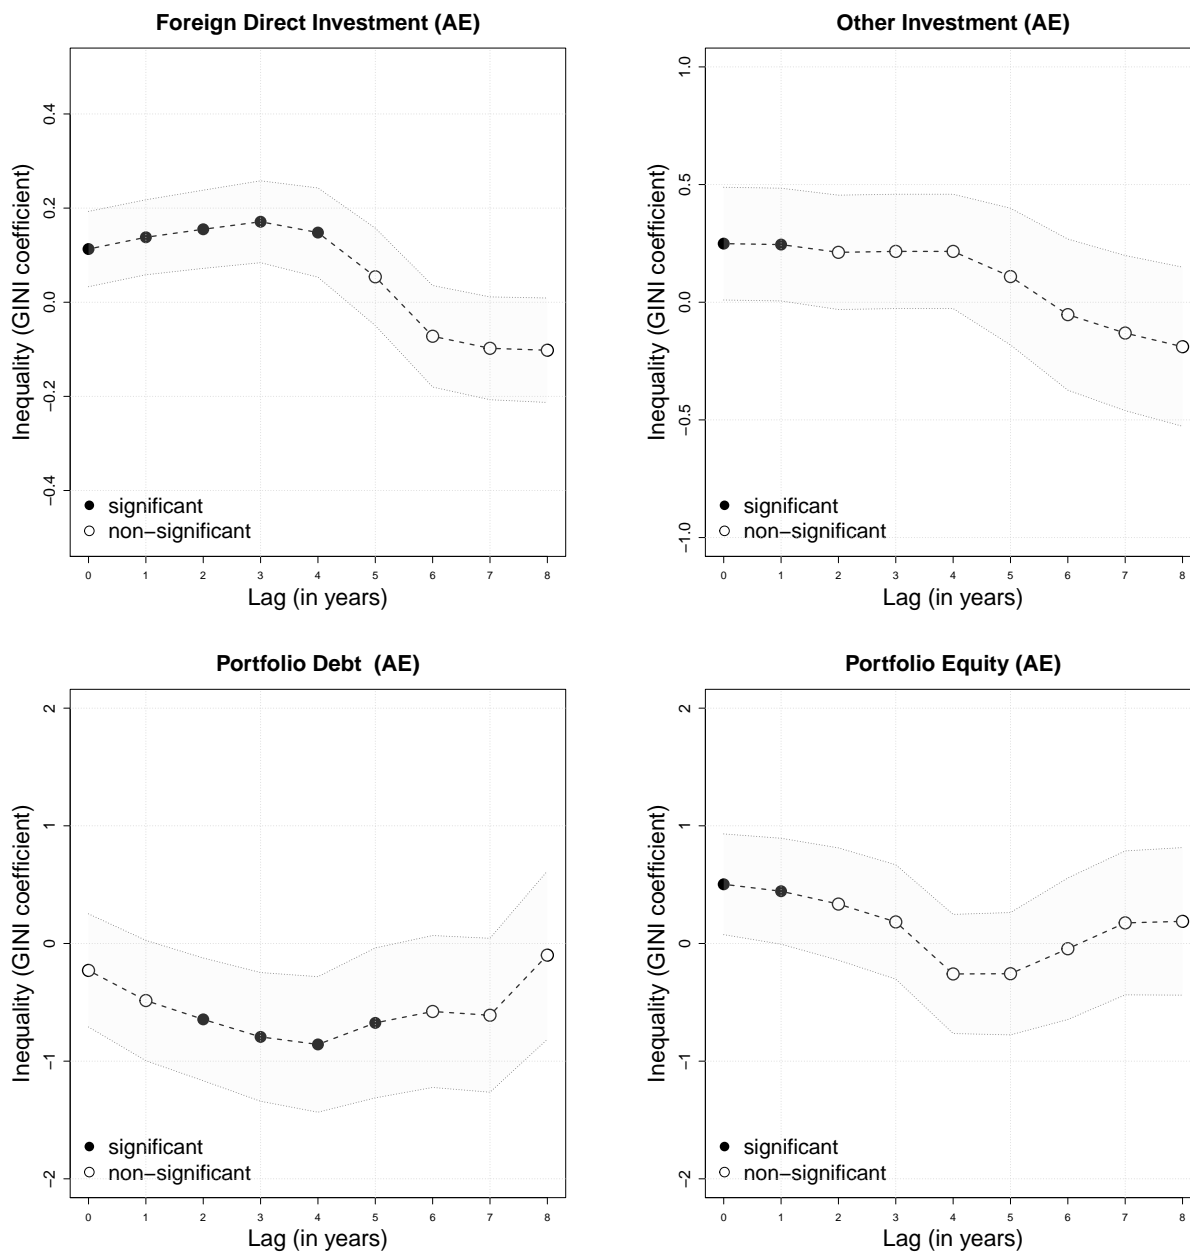 Foreign Direct Investment (AE)
Inequality (GINI coefficient)
0.4
0.2
0.0
−0.2
−0.4
significant
non−significant
0 1 2 3 4 5 6 7 8
Lag (in years)
Other Investment (AE)
Inequality (GINI coefficient)
1.0
0.5
0.0
−0.5
−1.0
significant
non−significant
0 1 2 3 4 5 6 7 8
Lag (in years)
Portfolio Debt  (AE)
Inequality (GINI coefficient)
2
1
0
−1
−2
significant
non−significant
0 1 2 3 4 5 6 7 8
Lag (in years)
Portfolio Equity (AE)
Inequality (GINI coefficient)
2
1
0
−1
−2
significant
non−significant
0 1 2 3 4 5 6 7 8
Lag (in years)